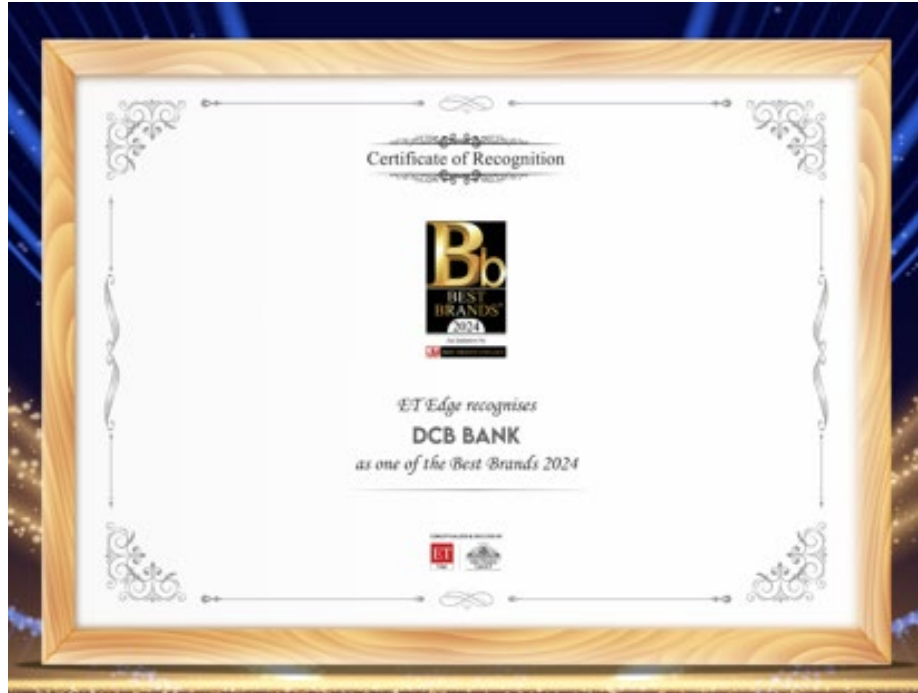 Certificate of Recognition
Bb
BEST
BRANDS
2024
ET Edge recognises
DCB BANK
as one of the Best Brands 2024
ET